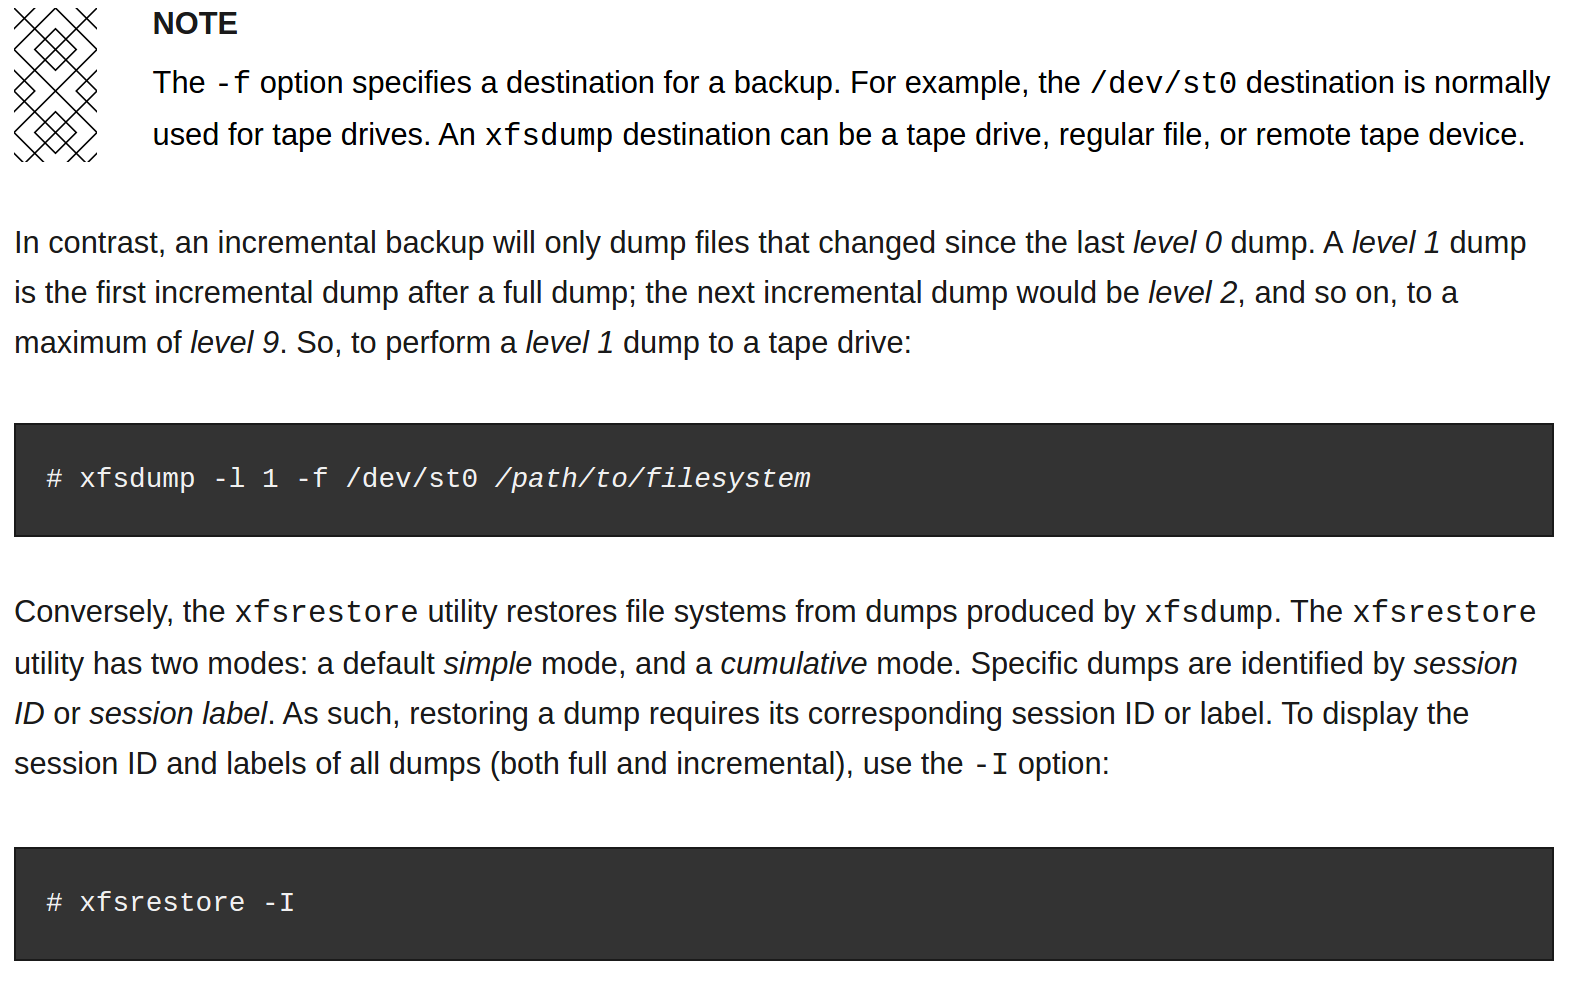 NOTE
The -f option specifies a destination for a backup. For example, the /dev/st0 destination is normally
used for tape drives. An xfsdump destination can be a tape drive, regular file, or remote tape device.
In contrast, an incremental backup will only dump files that changed since the last level 0 dump. A level 1 dump
is the first incremental dump after a full dump; the next incremental dump would be level 2, and so on, to a
maximum of level 9. So, to perform a level 1 dump to a tape drive:
# xfsdump -l 1 -f /dev/st0 /path/to/filesystem
Conversely, the xfsrestore utility restores file systems from dumps produced by xfsdump. The xfsrestore
utility has two modes: a default simple mode, and a cumulative mode. Specific dumps are identified by session
ID or session label. As such, restoring a dump requires its corresponding session ID or label. To display the
session ID and labels of all dumps (both full and incremental), use the -I option:
# xfsrestore -I